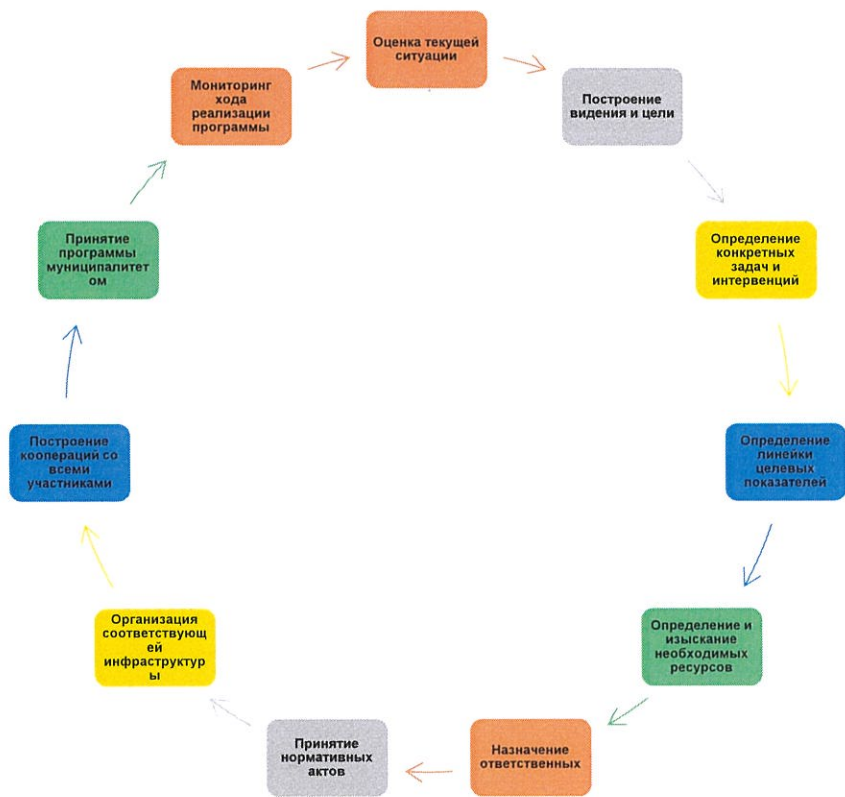 Оценка текущей
ситуации
Построение
видения и цели
Определение
конкретных
задач и
интервенций
Определение
линейки
целевых
показателей
Определение и
изыскание
необходимых
ресурсов
Назначение
ответственных
Принятие
нормативных
актов
Организация
соответствующ
ей
инфраструктур
ы
Построение
коопераций со
всеми
участниками
Принятие
программы
муниципалитет
ом
Мониторинг
хода
реализации
программы